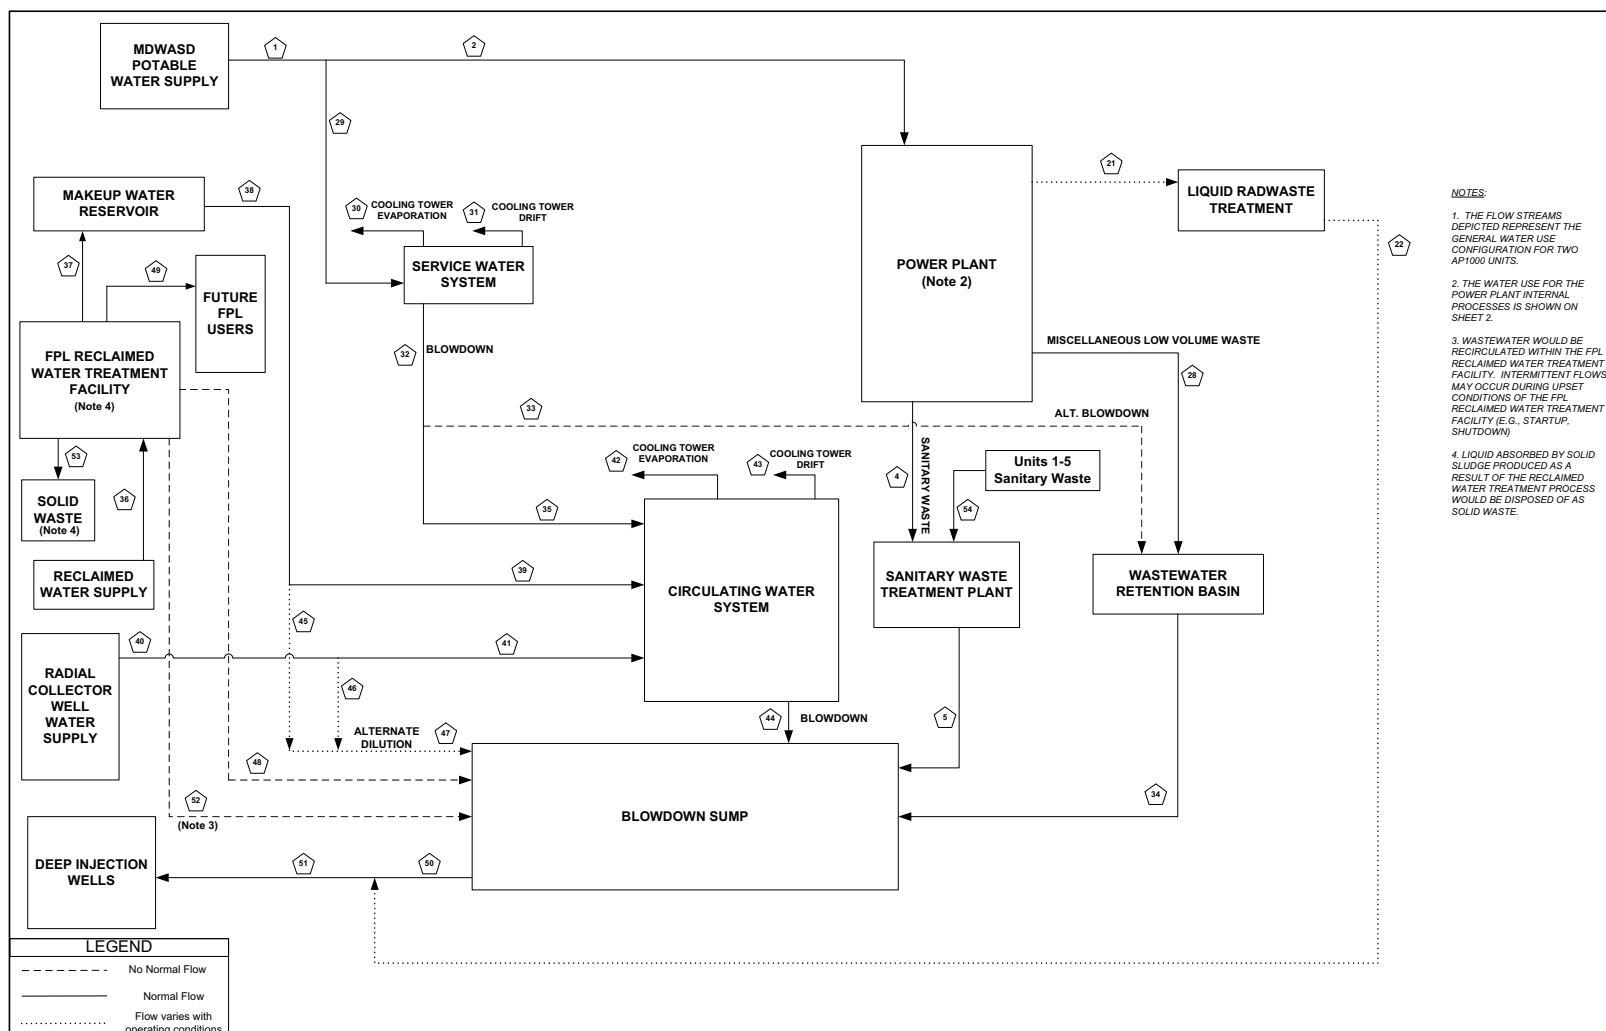 MDWASD
POTABLE
WATER SUPPLY
1
2
29
MAKEUP WATER
RESERVOIR
38
37
49
FUTURE
FPL
USERS
FPL RECLAIMED
WATER TREATMENT
FACILITY
(Note 4)
53
36
SOLID
WASTE
(Note 4)
RECLAIMED
WATER SUPPLY
40
RADIAL
COLLECTOR
WELL
WATER
SUPPLY
DEEP INJECTION
WELLS
30
COOLING TOWER
EVAPORATION
31
COOLING TOWER
DRIFT
SERVICE WATER
SYSTEM
32
BLOWDOWN
33
ALT. BLOWDOWN
42
COOLING TOWER
EVAPORATION
43
COOLING TOWER
DRIFT
35
39
41
45
46
CIRCULATING WATER
SYSTEM
44
BLOWDOWN
ALTERNATE
DILUTION
47
48
52
(Note 3)
51
50
BLOWDOWN SUMP
POWER PLANT
(Note 2)
21
LIQUID RADWASTE
TREATMENT
22
MISCELLANEOUS LOW VOLUME WASTE
28
4
SANITARY WASTE
Units 1-5
Sanitary Waste
54
SANITARY WASTE
TREATMENT PLANT
WASTEWATER
RETENTION BASIN
5
34
NOTES:
1. THE FLOW STREAMS
DEPICTED REPRESENT THE
GENERAL WATER USE
CONFIGURATION FOR TWO
AP1000 UNITS.
2. THE WATER USE FOR THE
POWER PLANT INTERNAL
PROCESSES IS SHOWN ON
SHEET 2.
3. WASTEWATER WOULD BE
RECIRCULATED WITHIN THE FPL
RECLAIMED WATER TREATMENT
FACILITY. INTERMITTENT FLOWS
MAY OCCUR DURING UPSET
CONDITIONS OF THE FPL
RECLAIMED WATER TREATMENT
FACILITY (E.G., STARTUP,
SHUTDOWN)
4. LIQUID ABSORBED BY SOLID
SLUDGE PRODUCED AS A
RESULT OF THE RECLAIMED
WATER TREATMENT PROCESS
WOULD BE DISPOSED OF AS
SOLID WASTE.
LEGEND
No Normal Flow
Normal Flow
Flow varies with
operating conditions